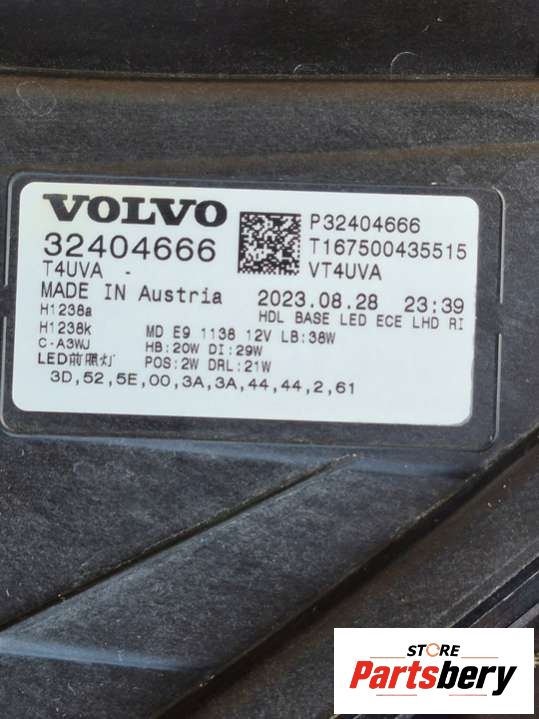 VOLVO
32404666
T4UVA -
MADE IN Austria
P32404666
T167500435515
VT4UVA
2023.08.28 23:39
HDL BASE LED ECE LHD RI
H1238a
H1238k
C-A3WJ
LED前照灯
MD E9 1138 12V LB:38W
HB:20W DI:29W
POS:2W DRL:21W
3D,52,5E,00,3A,3A,44,44,2,61
STORE
Partsbery